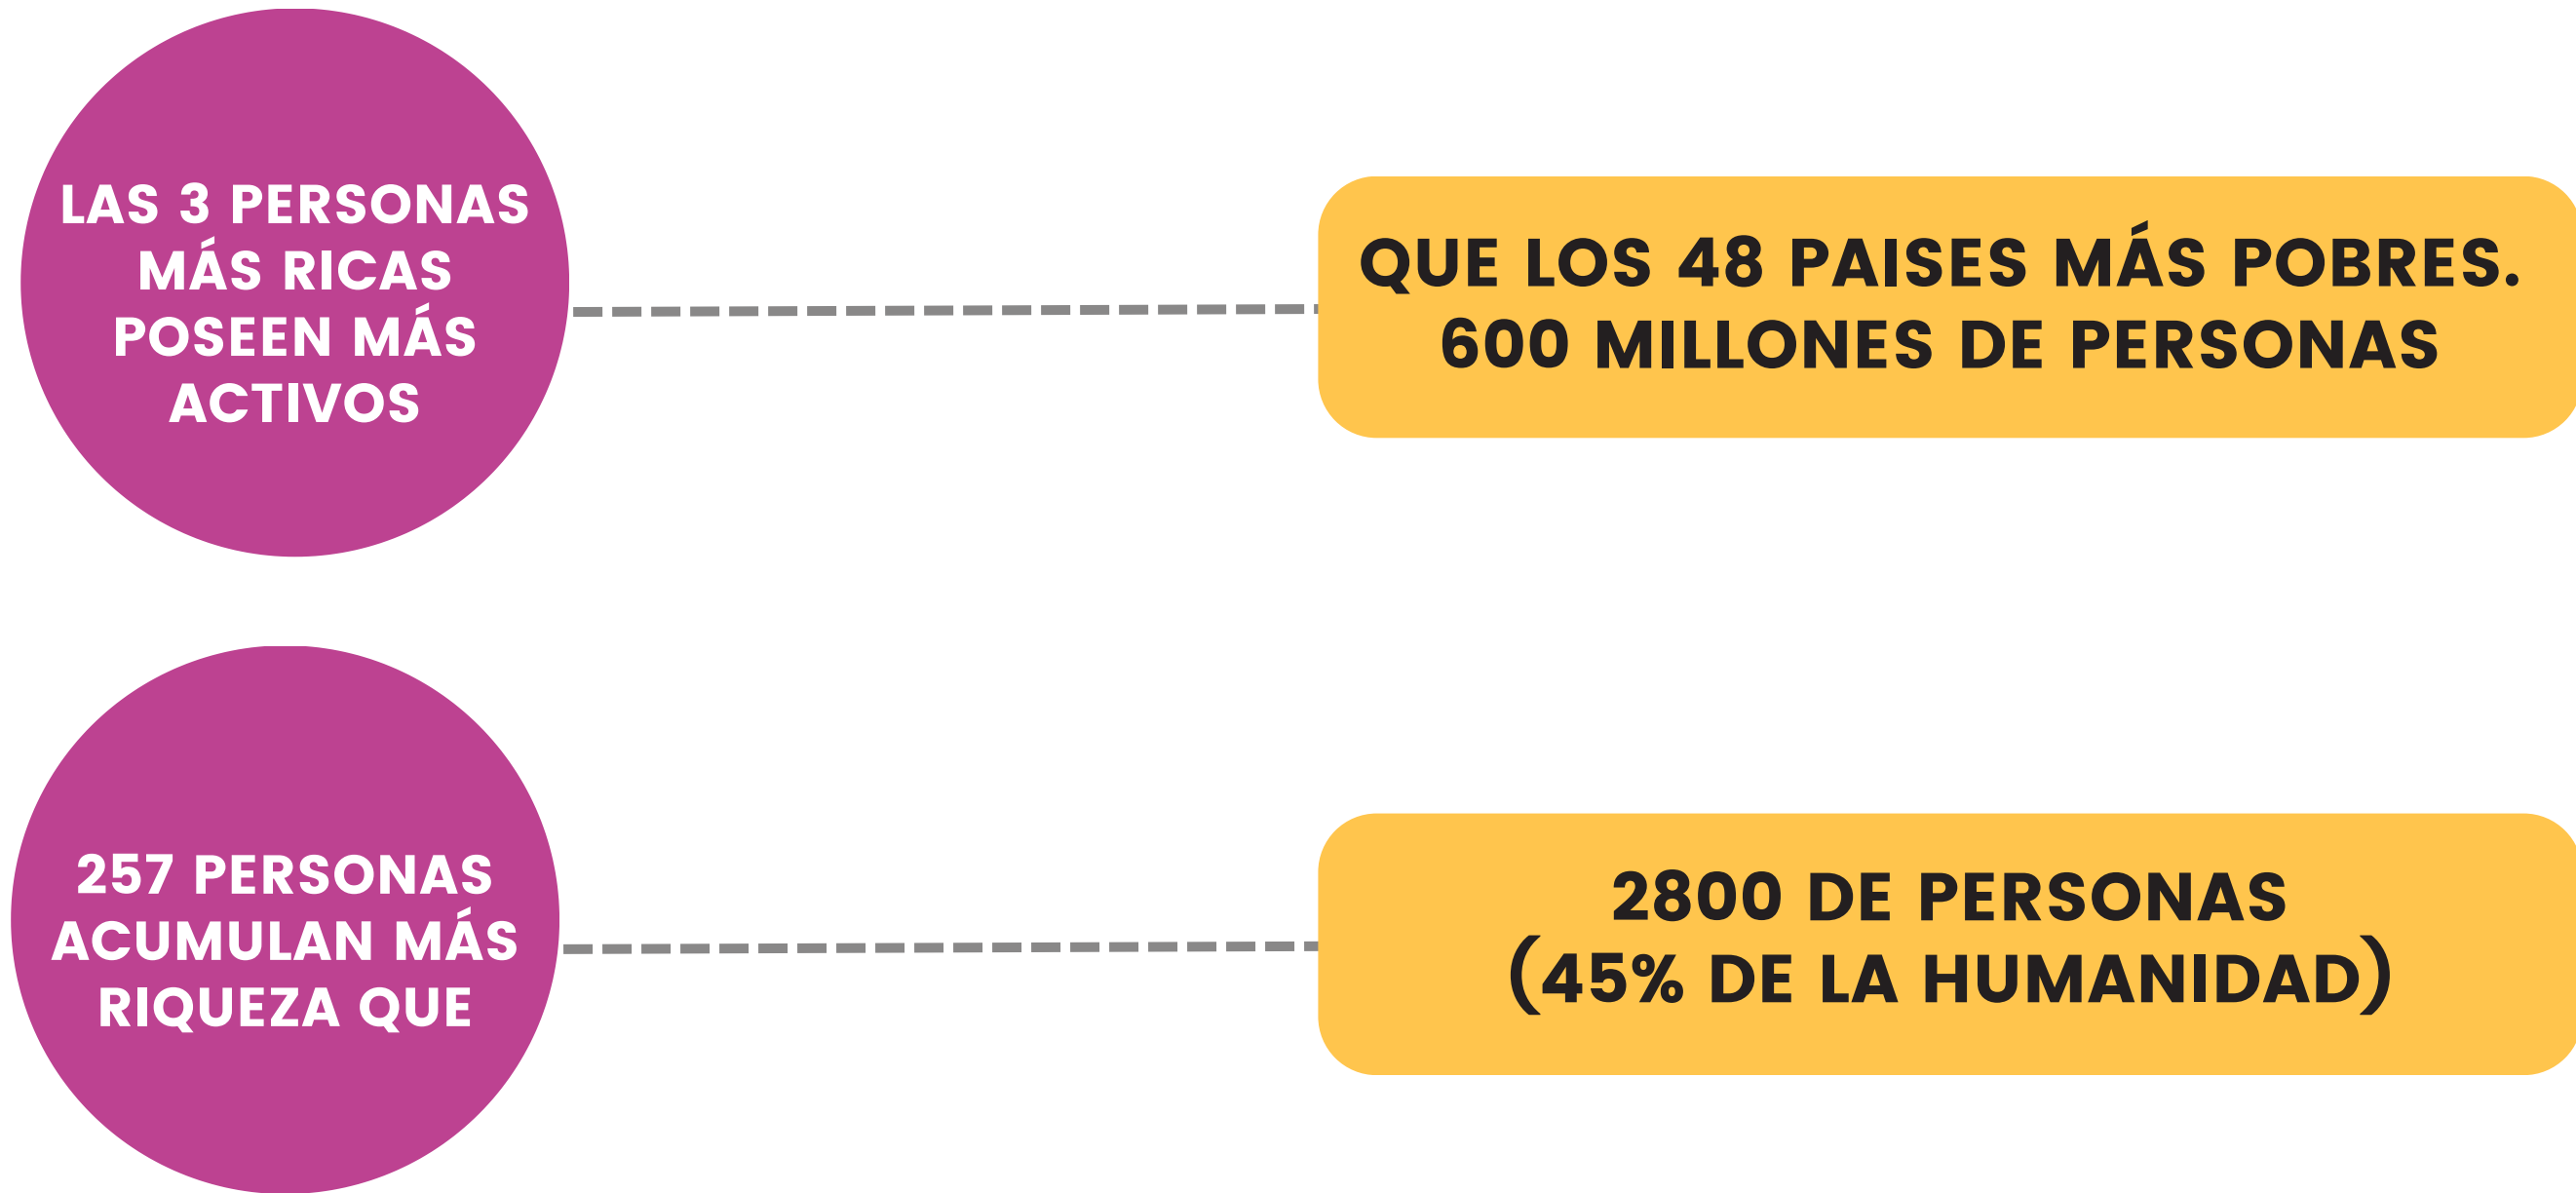 LAS 3 PERSONAS
MÁS RICAS
POSEEN MÁS
ACTIVOS
QUE LOS 48 PAISES MÁS POBRES.
600 MILLONES DE PERSONAS
257 PERSONAS
ACUMULAN MÁS
RIQUEZA QUE
2800 DE PERSONAS
(45% DE LA HUMANIDAD)